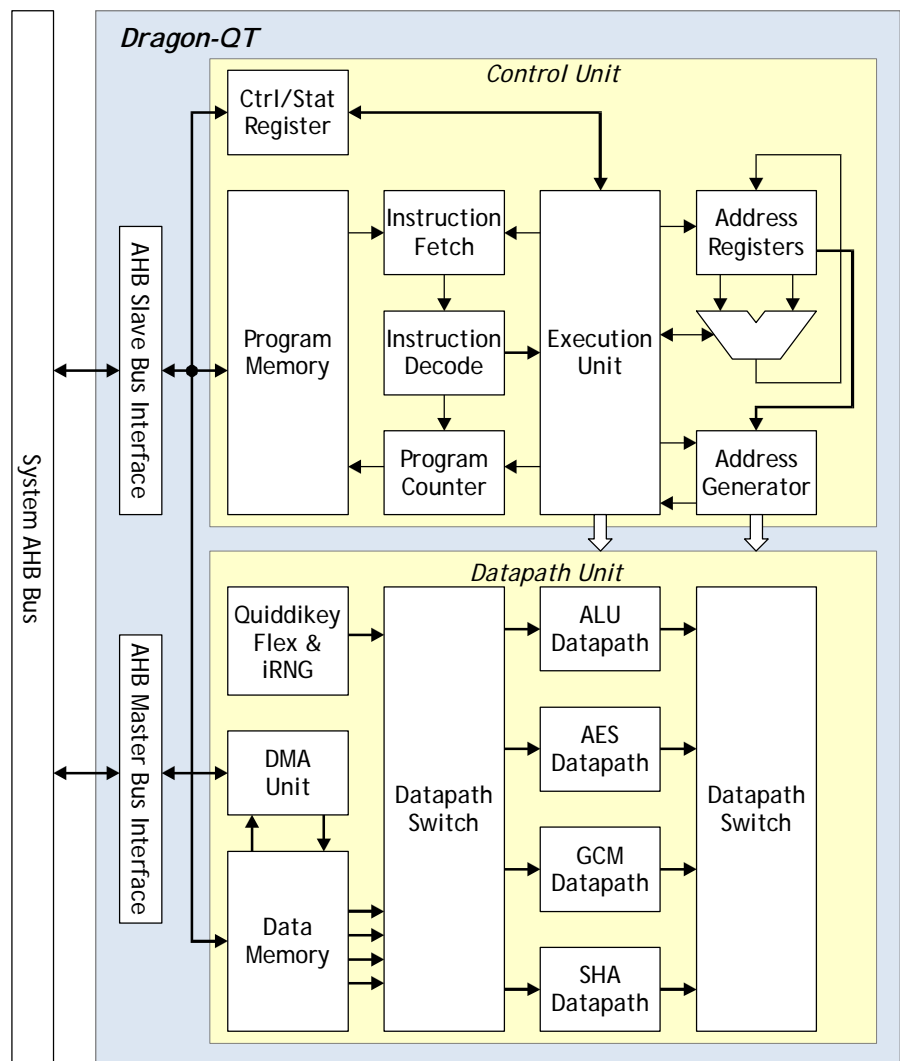 Dragon-QT
Control Unit
Ctrl/Stat
Register
Program
Memory
Instruction
Fetch
Instruction
Decode
Program
Counter
Execution
Unit
Address
Registers
Address
Generator
AHB Slave Bus Interface
System AHB Bus
AHB Master Bus Interface
Datapath Unit
Quiddikey
Flex &
iRNG
DMA
Unit
Data
Memory
Datapath
Switch
ALU
Datapath
AES
Datapath
GCM
Datapath
SHA
Datapath
Datapath
Switch